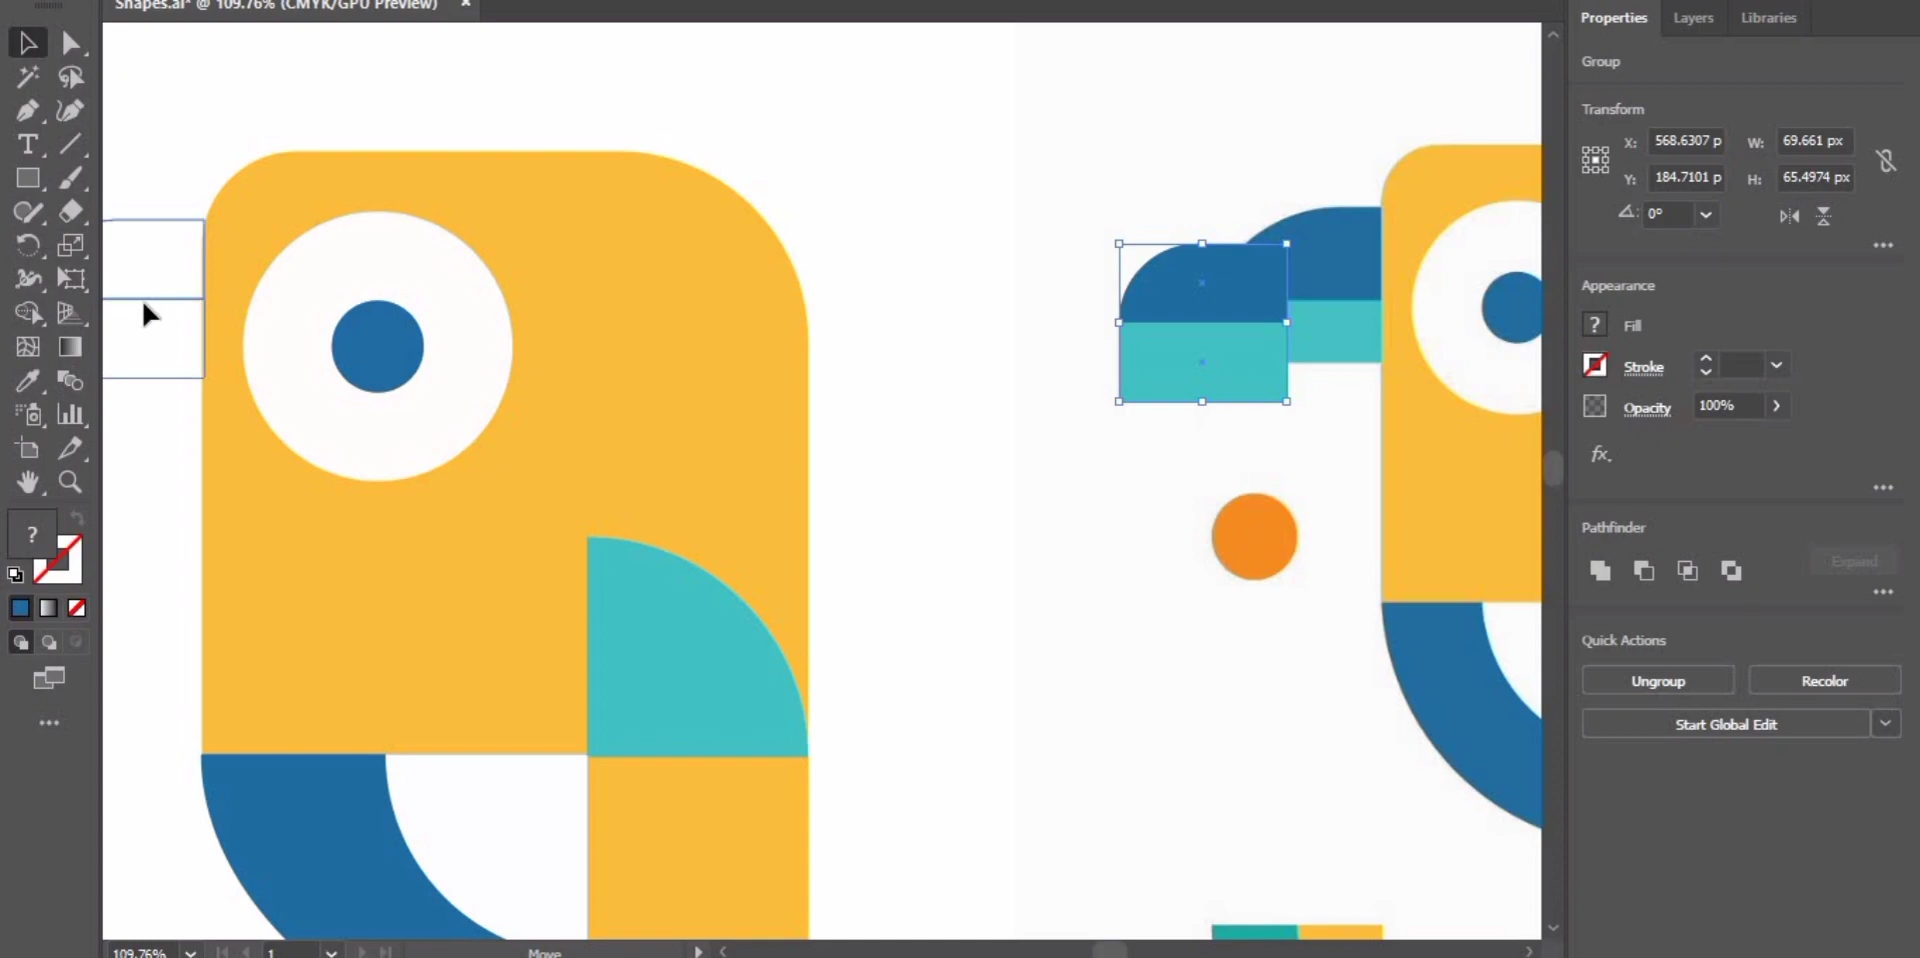 Shapes.ai* @ 109.76% (CMYK/GPU Preview)
Properties
Layers
Libraries
Group
Transform
X: 568.6307 p
W: 69.661 px
Y: 184.7101 p
H: 65.4974 px
0°
Appearance
? Fill
Stroke
Opacity
100%
fx.
Pathfinder
Expand
Quick Actions
Ungroup
Recolor
Start Global Edit
T
?
109.76%
1
Move